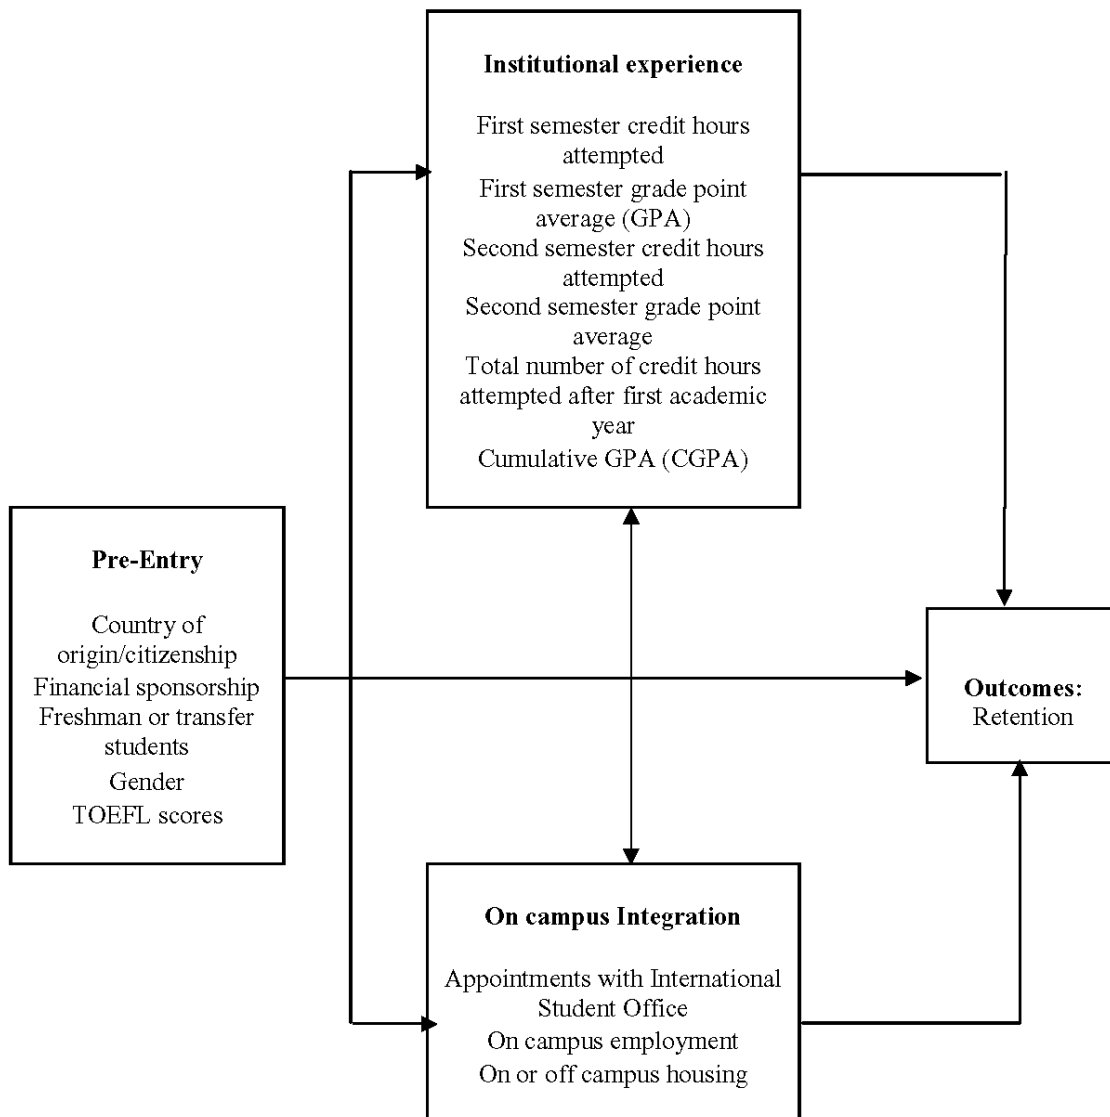 Institutional experience
First semester credit hours
attempted
First semester grade point
average (GPA)
Second semester credit hours
attempted
Second semester grade point
average
Total number of credit hours
attempted after first academic
year
Cumulative GPA (CGPA)
Pre-Entry
Country of
origin/citizenship
Financial sponsorship
Freshman or transfer
students
Gender
TOEFL scores
Outcomes:
Retention
On campus Integration
Appointments with International
Student Office
On campus employment
On or off campus housing